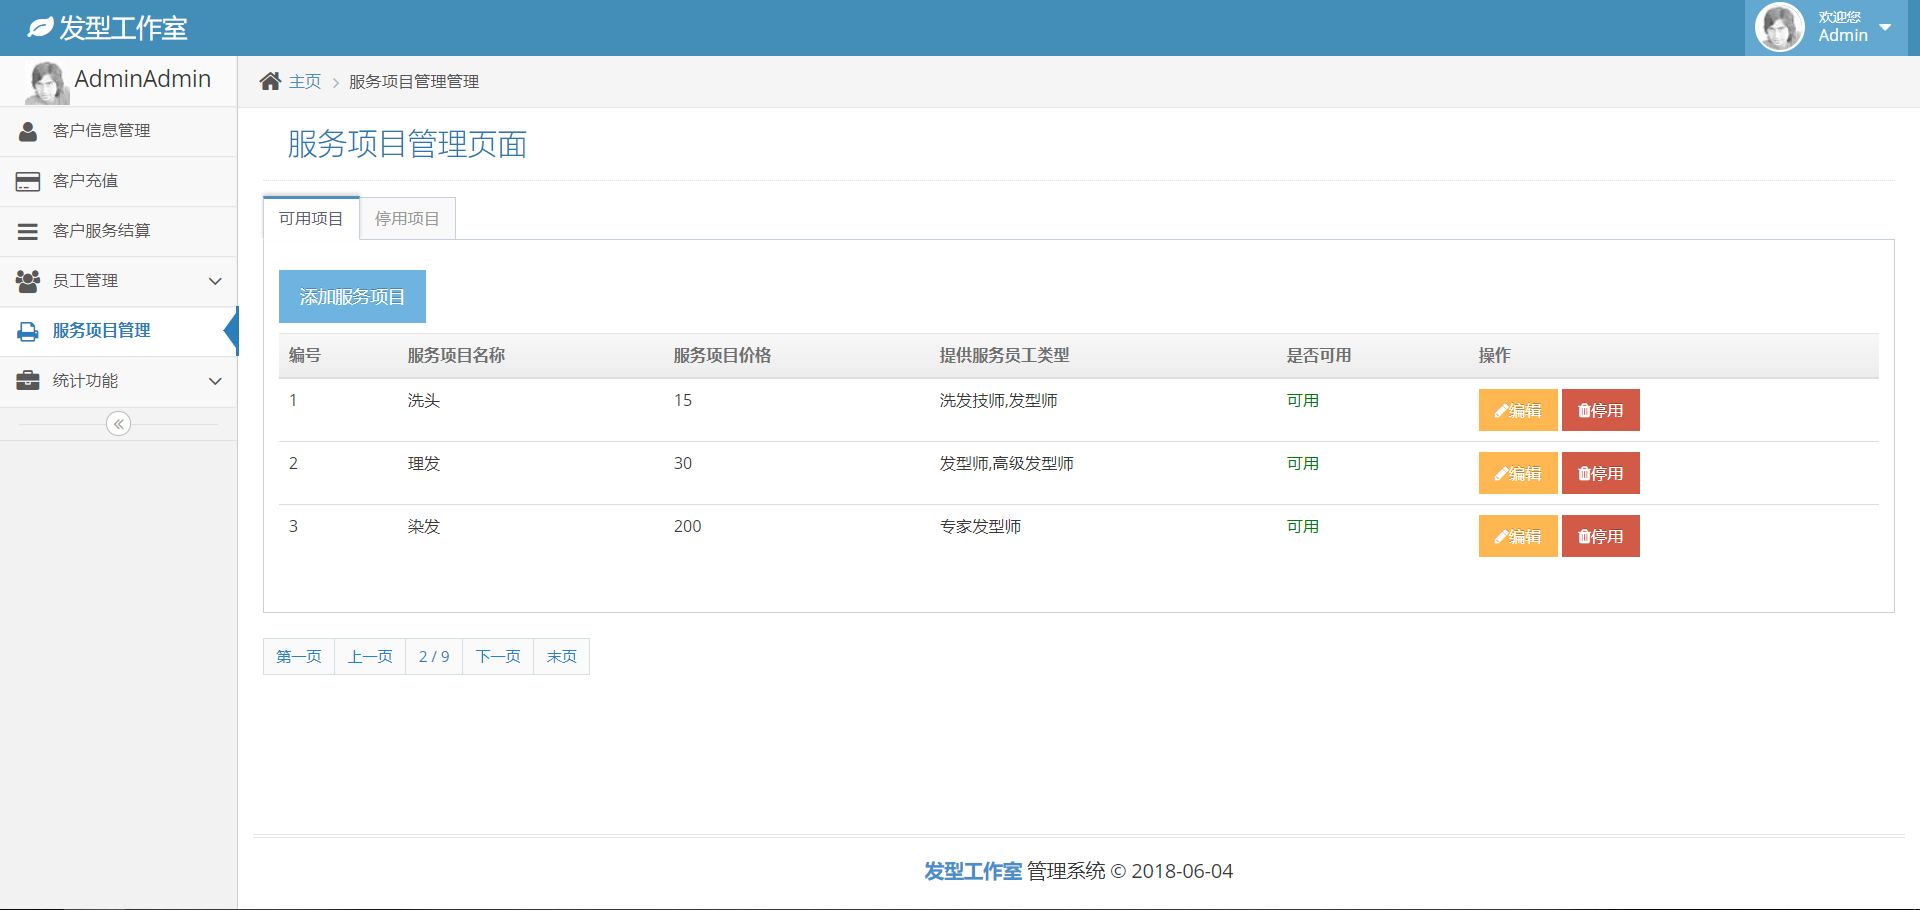 发型工作室
欢迎您
Admin
AdminAdmin
客户信息管理
客户充值
客户服务结算
员工管理
服务项目管理
统计功能
主页 > 服务项目管理管理
服务项目管理页面
可用项目 停用项目
添加服务项目
编号 服务项目名称 服务项目价格 提供服务员工类型 是否可用 操作
1 洗头 15 洗发技师,发型师 可用 编辑 停用
2 理发 30 发型师,高级发型师 可用 编辑 停用
3 染发 200 专家发型师 可用 编辑 停用
第一页 上一页 2 / 9 下一页 末页
发型工作室 管理系统 © 2018-06-04